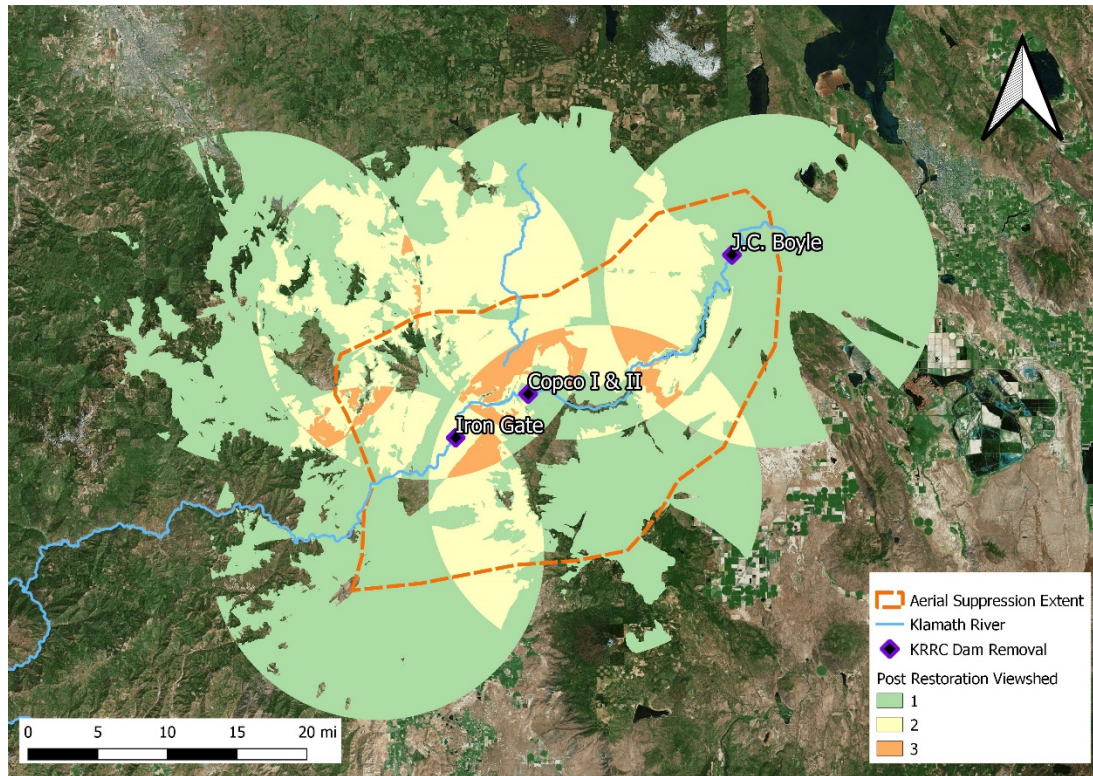 J.C. Boyle
Copco I & II
Iron Gate
Aerial Suppression Extent
Klamath River
KRRC Dam Removal
Post Restoration Viewshed
1
2
3
0 5 10 15 20 mi